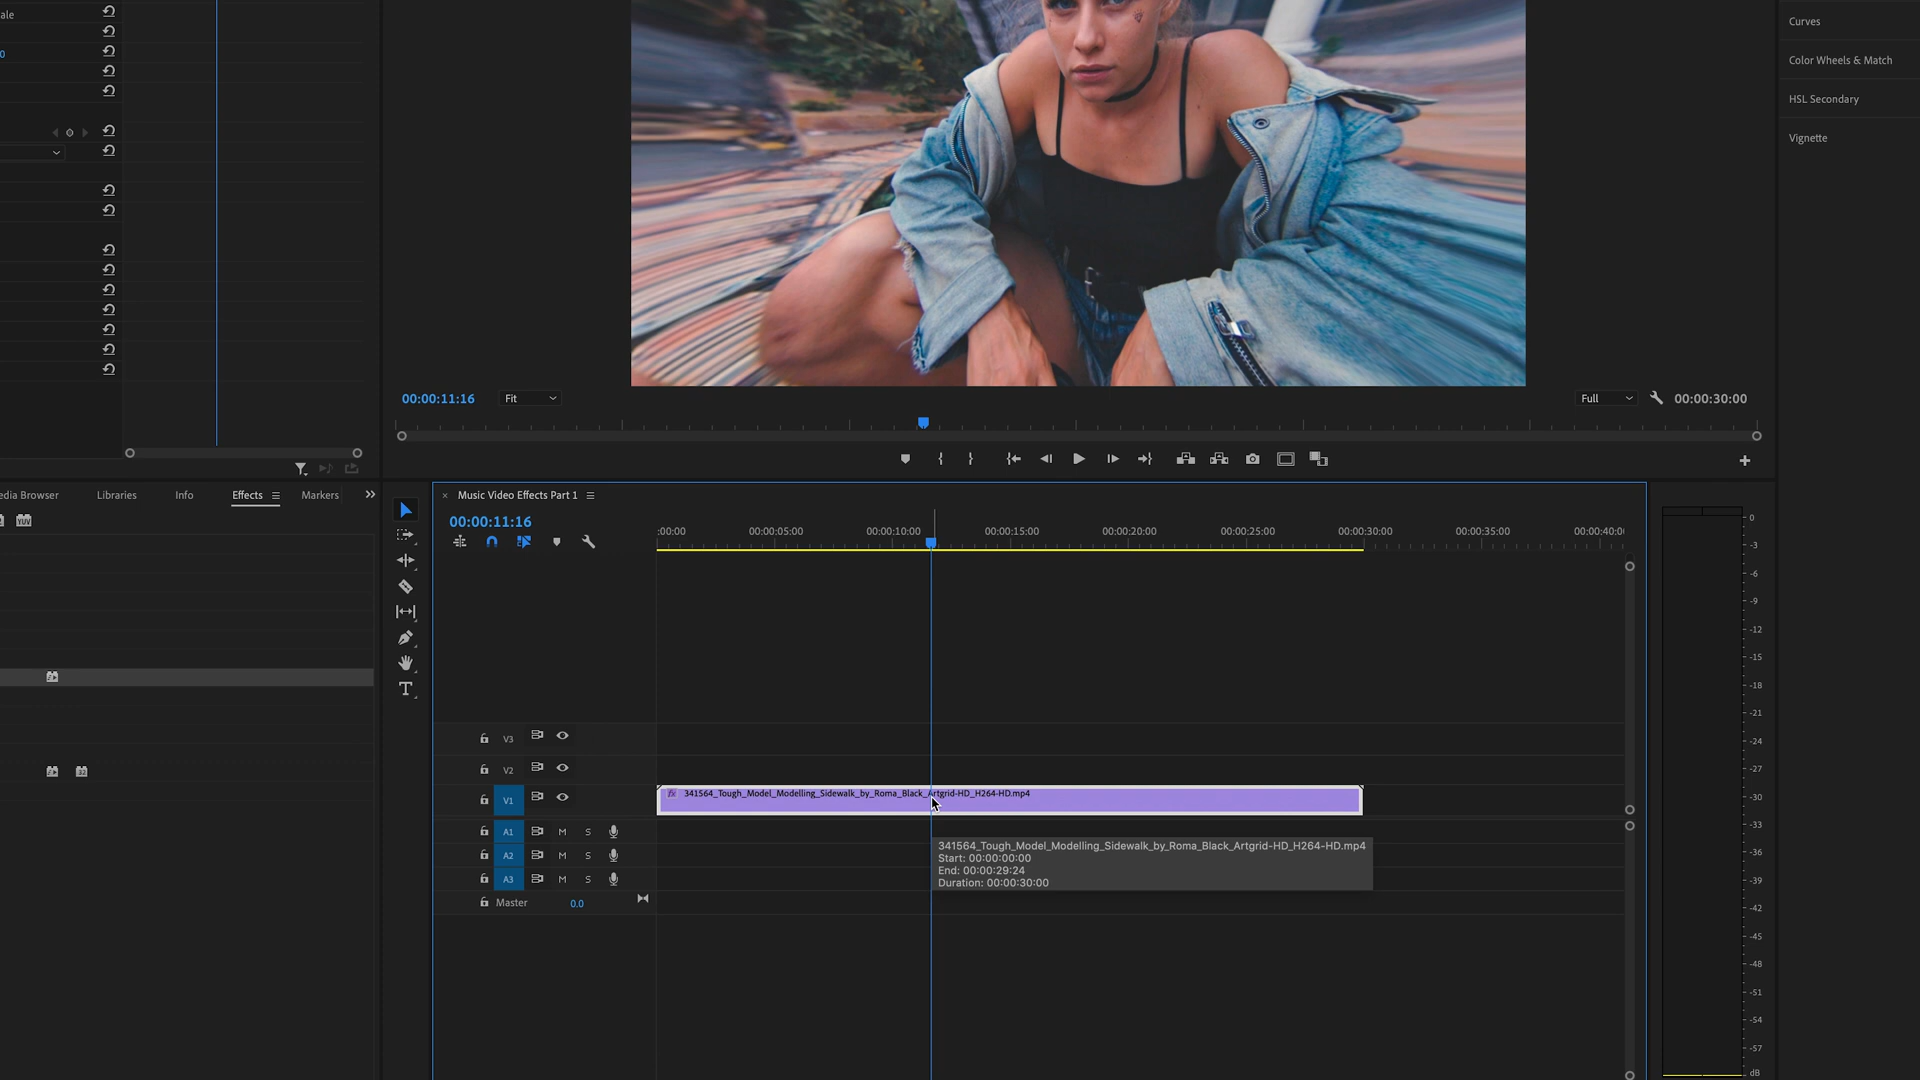 ale
0
Curves
Color Wheels & Match
HSL Secondary
Vignette
00:00:11:16
Fit
Full
00:00:30:00
edia Browser
Libraries
Info
Effects
Markers
YUV
× Music Video Effects Part 1
00:00:11:16
:00:00
00:00:05:00
00:00:10:00
00:00:15:00
00:00:20:00
00:00:25:00
00:00:30:00
00:00:35:00
00:00:40:0
V3
V2
V1
fx 341564_Tough_Model_Modelling_Sidewalk_by_Roma_Black_Artgrid-HD_H264-HD.mp4
A1 M S
A2 M S
A3 M S
Master 0.0
341564_Tough_Model_Modelling_Sidewalk_by_Roma_Black_Artgrid-HD_H264-HD.mp4
Start: 00:00:00:00
End: 00:00:29:24
Duration: 00:00:30:00
T
32
0
-3
-6
-9
-12
-15
-18
-21
-24
-27
-30
-33
-36
-39
-42
-45
-48
-51
-54
-57
dB